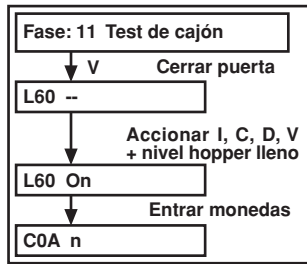 Fase: 11 Test de cajón
V Cerrar puerta
L60 --
Accionar I, C, D, V
+ nivel hopper lleno
L60 On
Entrar monedas
C0A n